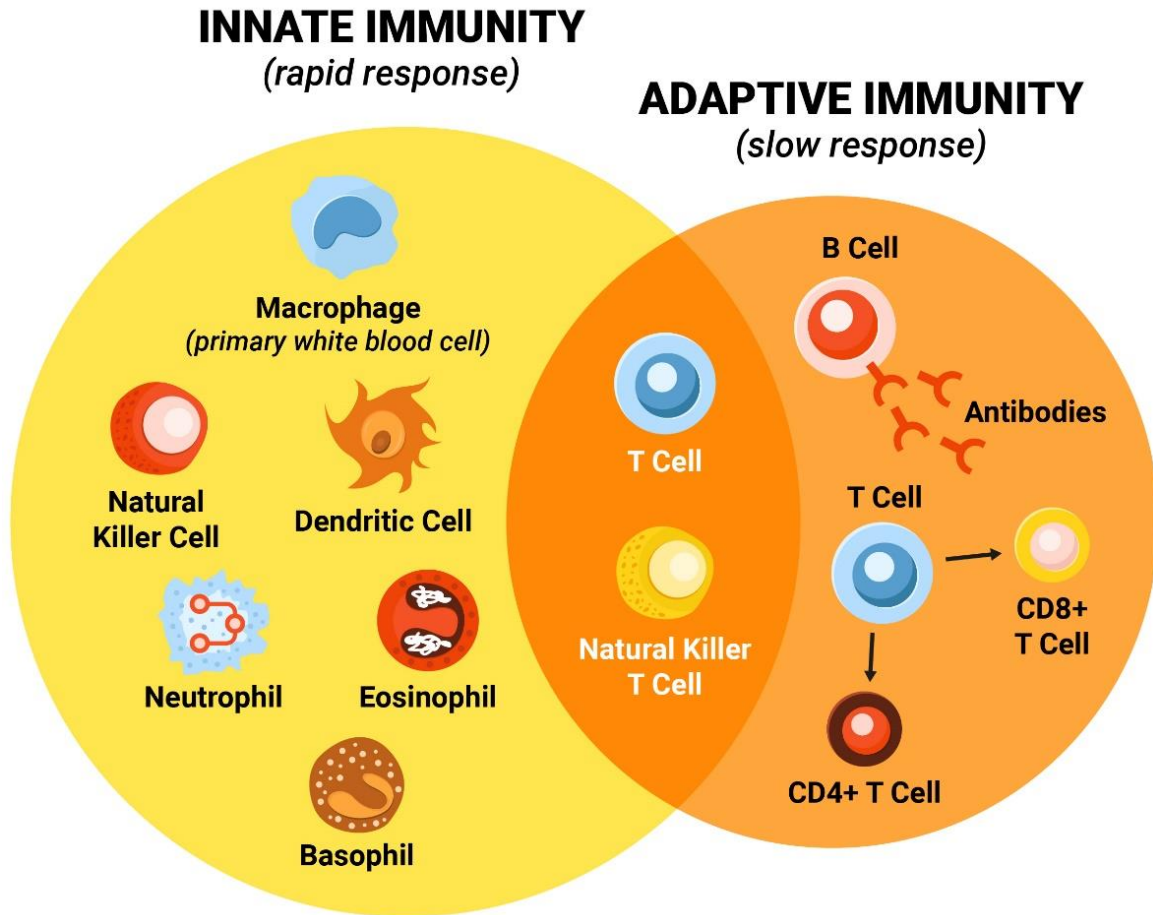 INNATE IMMUNITY
(rapid response)
ADAPTIVE IMMUNITY
(slow response)
Macrophage
(primary white blood cell)
Natural
Killer Cell
Dendritic Cell
Neutrophil
Eosinophil
Basophil
T Cell
Natural Killer
T Cell
B Cell
Antibodies
T Cell
CD8+
T Cell
CD4+ T Cell